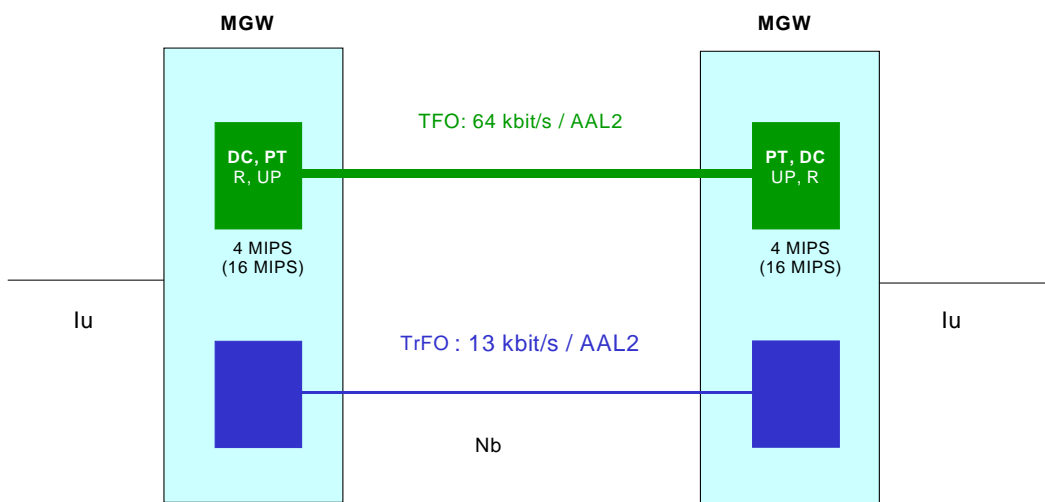 MGW
MGW
TFO: 64 kbit/s / AAL2
DC, PT
R, UP
PT, DC
UP, R
4 MIPS
(16 MIPS)
4 MIPS
(16 MIPS)
Iu
Iu
TrFO : 13 kbit/s / AAL2
Nb